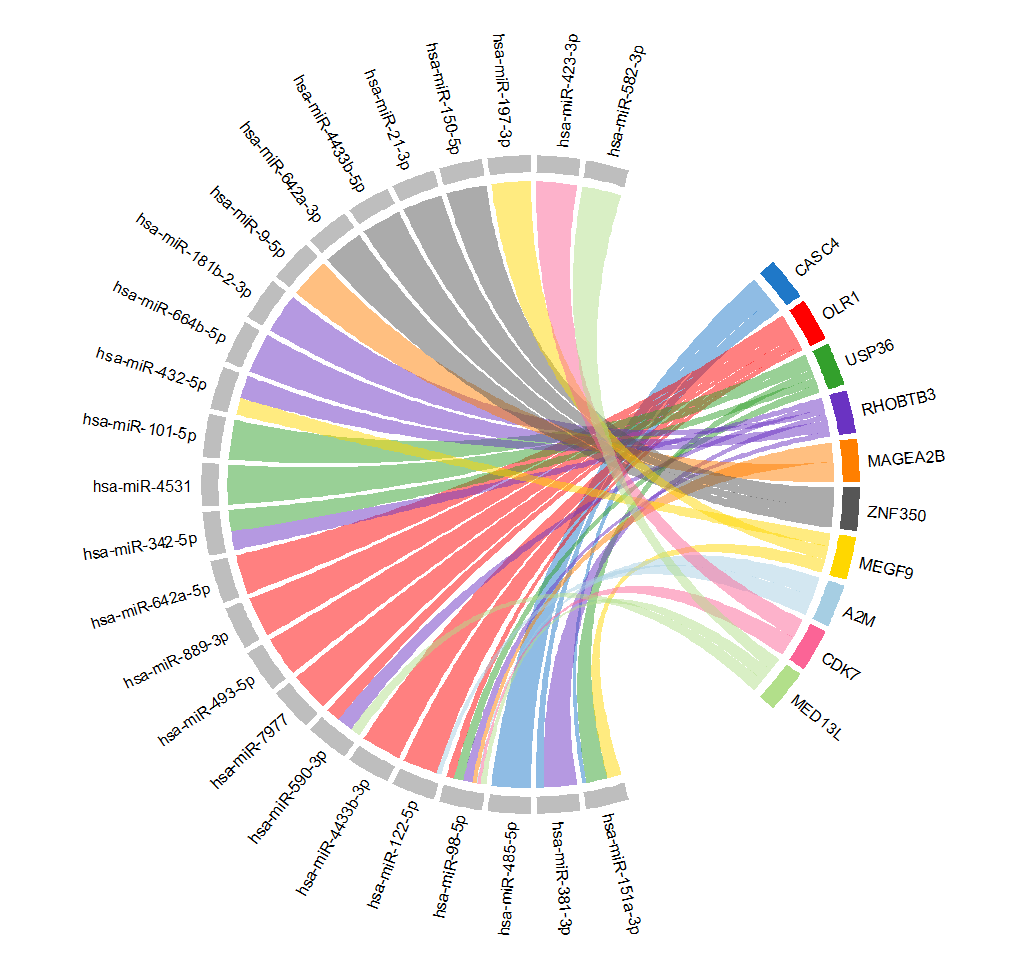 hsa-miR-582-3p
hsa-miR-423-3p
hsa-miR-197-3p
hsa-miR-150-5p
hsa-miR-21-3p
hsa-miR-4433b-5p
hsa-miR-642a-3p
hsa-miR-9-5p
hsa-miR-181b-2-3p
hsa-miR-664b-5p
hsa-miR-432-5p
hsa-miR-101-5p
hsa-miR-4531
hsa-miR-342-5p
hsa-miR-642a-5p
hsa-miR-889-3p
hsa-miR-493-5p
hsa-miR-7977
hsa-miR-590-3p
hsa-miR-4433b-3p
hsa-miR-122-5p
hsa-miR-98-5p
hsa-miR-485-5p
hsa-miR-381-3p
hsa-miR-151a-3p
CASC4
OLR1
USP36
RHOBTB3
MAGEA2B
ZNF350
MEGF9
A2M
CDK7
MED13L